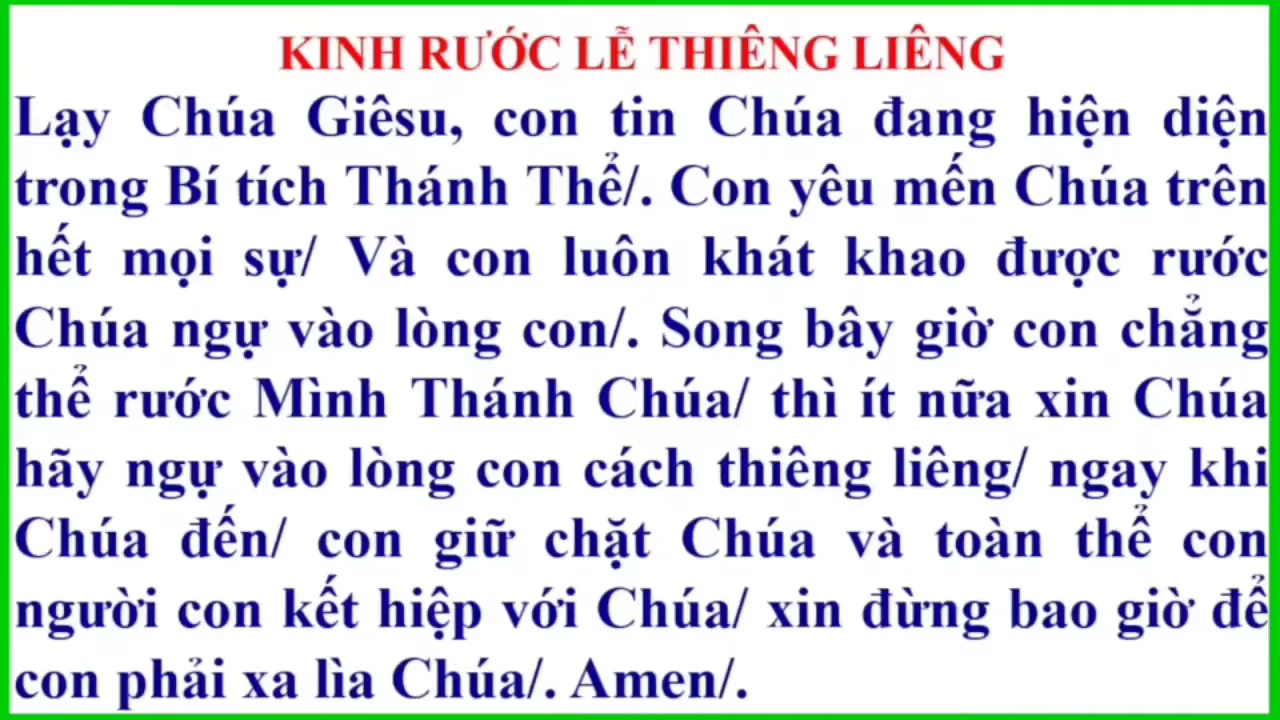 KINH RƯỚC LỄ THIÊNG LIÊNG
Lạy Chúa Giêsu, con tin Chúa đang hiện diện
trong Bí tích Thánh Thể/. Con yêu mến Chúa trên
hết mọi sự/ Và con luôn khát khao được rước
Chúa ngự vào lòng con/. Song bây giờ con chẳng
thể rước Mình Thánh Chúa/ thì ít nữa xin Chúa
hãy ngự vào lòng con cách thiêng liêng/ ngay khi
Chúa đến/ con giữ chặt Chúa và toàn thể con
người con kết hiệp với Chúa/ xin đừng bao giờ để
con phải xa lìa Chúa/. Amen/.